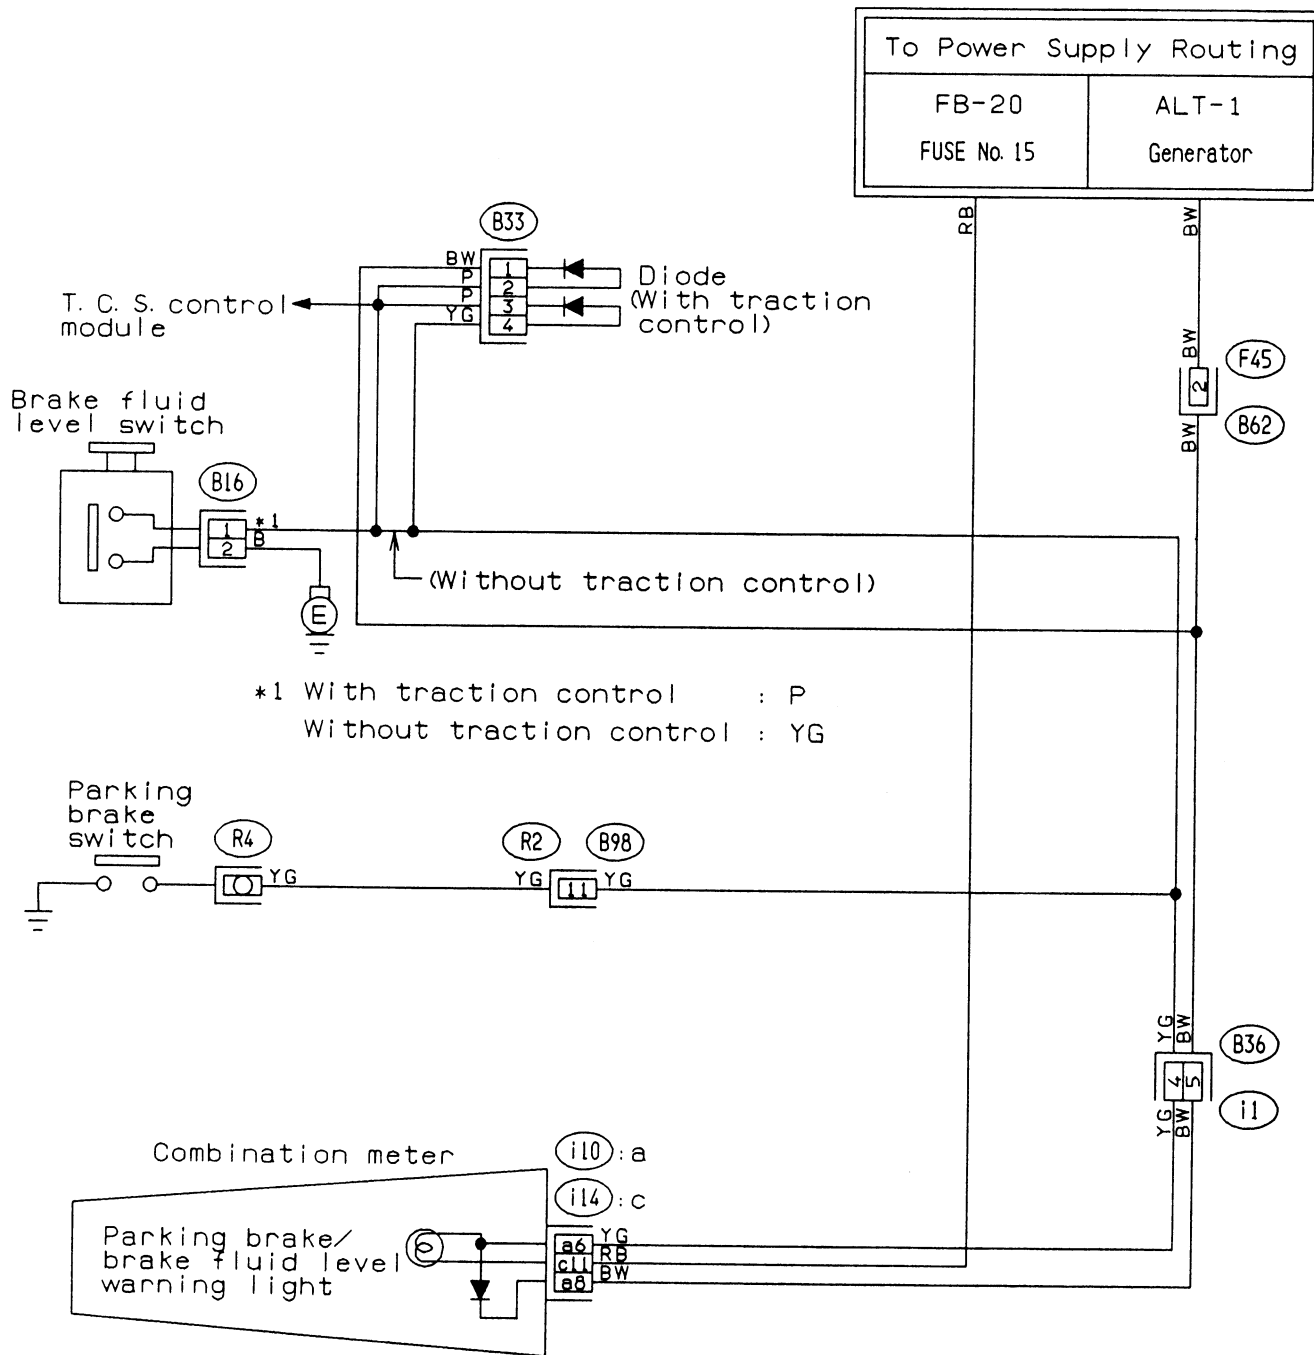 To Power Supply Routing
FB-20
FUSE No. 15
ALT-1
Generator
RB
BW
B33
BW
P
P
YG
1
2
3
4
Diode
(With traction
control)
T. C. S. control
module
BW
2
BW
F45
B62
Brake fluid
level switch
B16
1
2
*1
B
(Without traction control)
E
*1 With traction control : P
Without traction control : YG
Parking
brake
switch
R4
YG
R2
B98
YG
11
YG
YG
BW
4
5
YG
BW
B36
i1
Combination meter
i10 : a
i14 : c
Parking brake/
brake fluid level
warning light
a6
c11
a8
YG
RB
BW